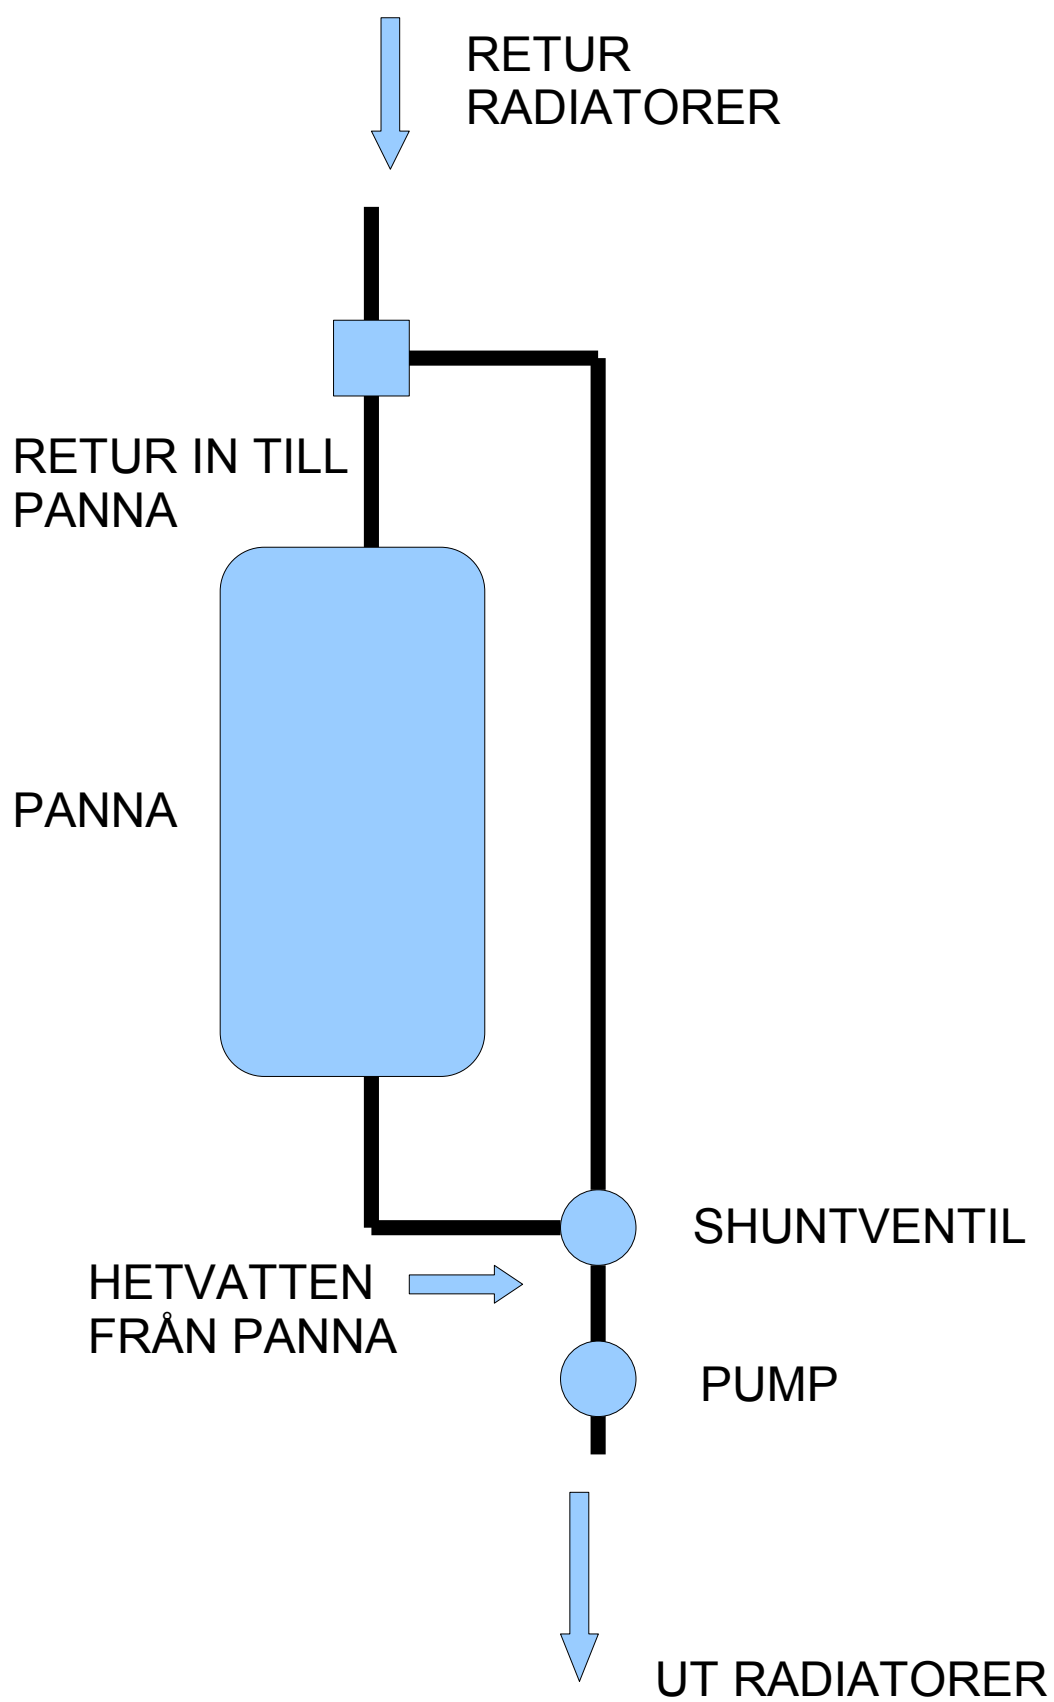 RETUR
RADIATORER
RETUR IN TILL
PANNA
PANNA
SHUNTVENTIL
HETVATTEN
FRÅN PANNA
PUMP
UT RADIATORER